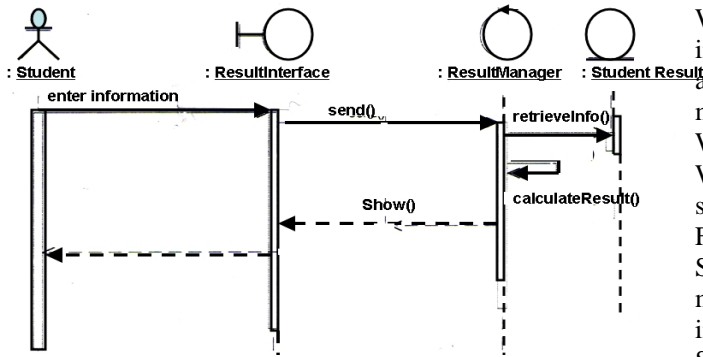 : Student
: ResultInterface
: ResultManager
: Student Result
enter information
send()
retrieveInfo()
calculateResult()
Show()